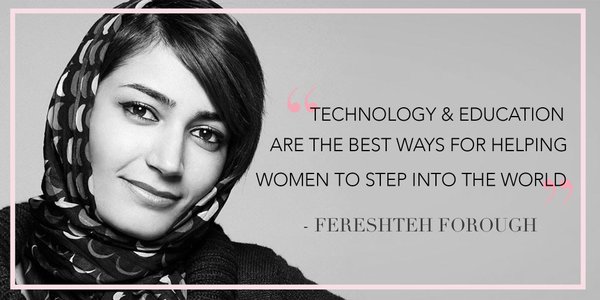 “TECHNOLOGY & EDUCATION
ARE THE BEST WAYS FOR HELPING
WOMEN TO STEP INTO THE WORLD”
- FERESHTEH FOROUGH